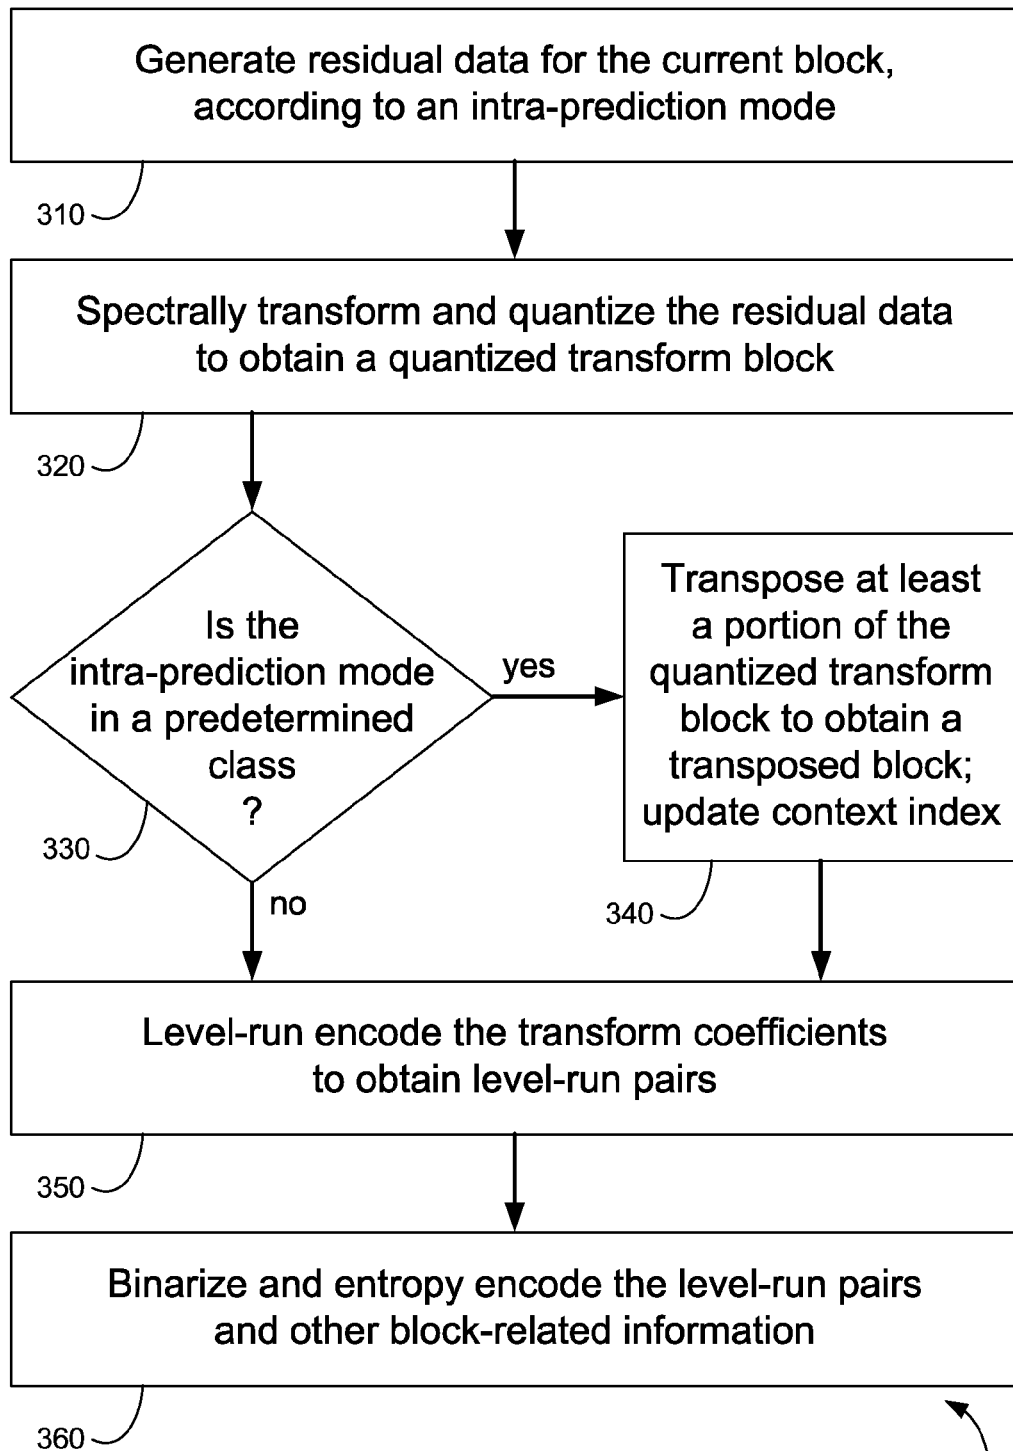 Generate residual data for the current block,
according to an intra-prediction mode
310
Spectrally transform and quantize the residual data
to obtain a quantized transform block
320
Is the
intra-prediction mode
in a predetermined
class
?
330
yes
no
Transpose at least
a portion of the
quantized transform
block to obtain a
transposed block;
update context index
340
Level-run encode the transform coefficients
to obtain level-run pairs
350
Binarize and entropy encode the level-run pairs
and other block-related information
360